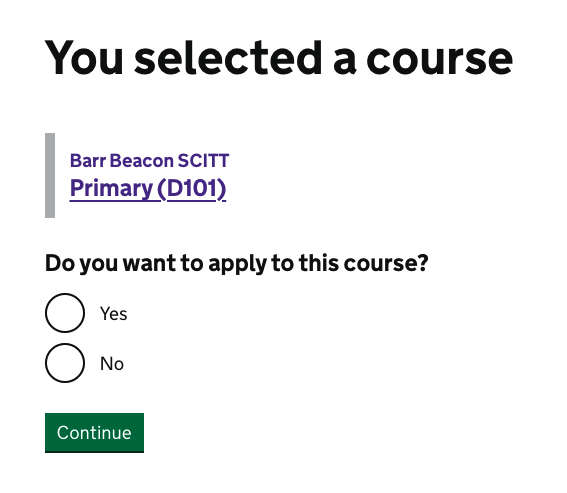 You selected a course
Barr Beacon SCITT
Primary (D101)
Do you want to apply to this course?
Yes
No
Continue